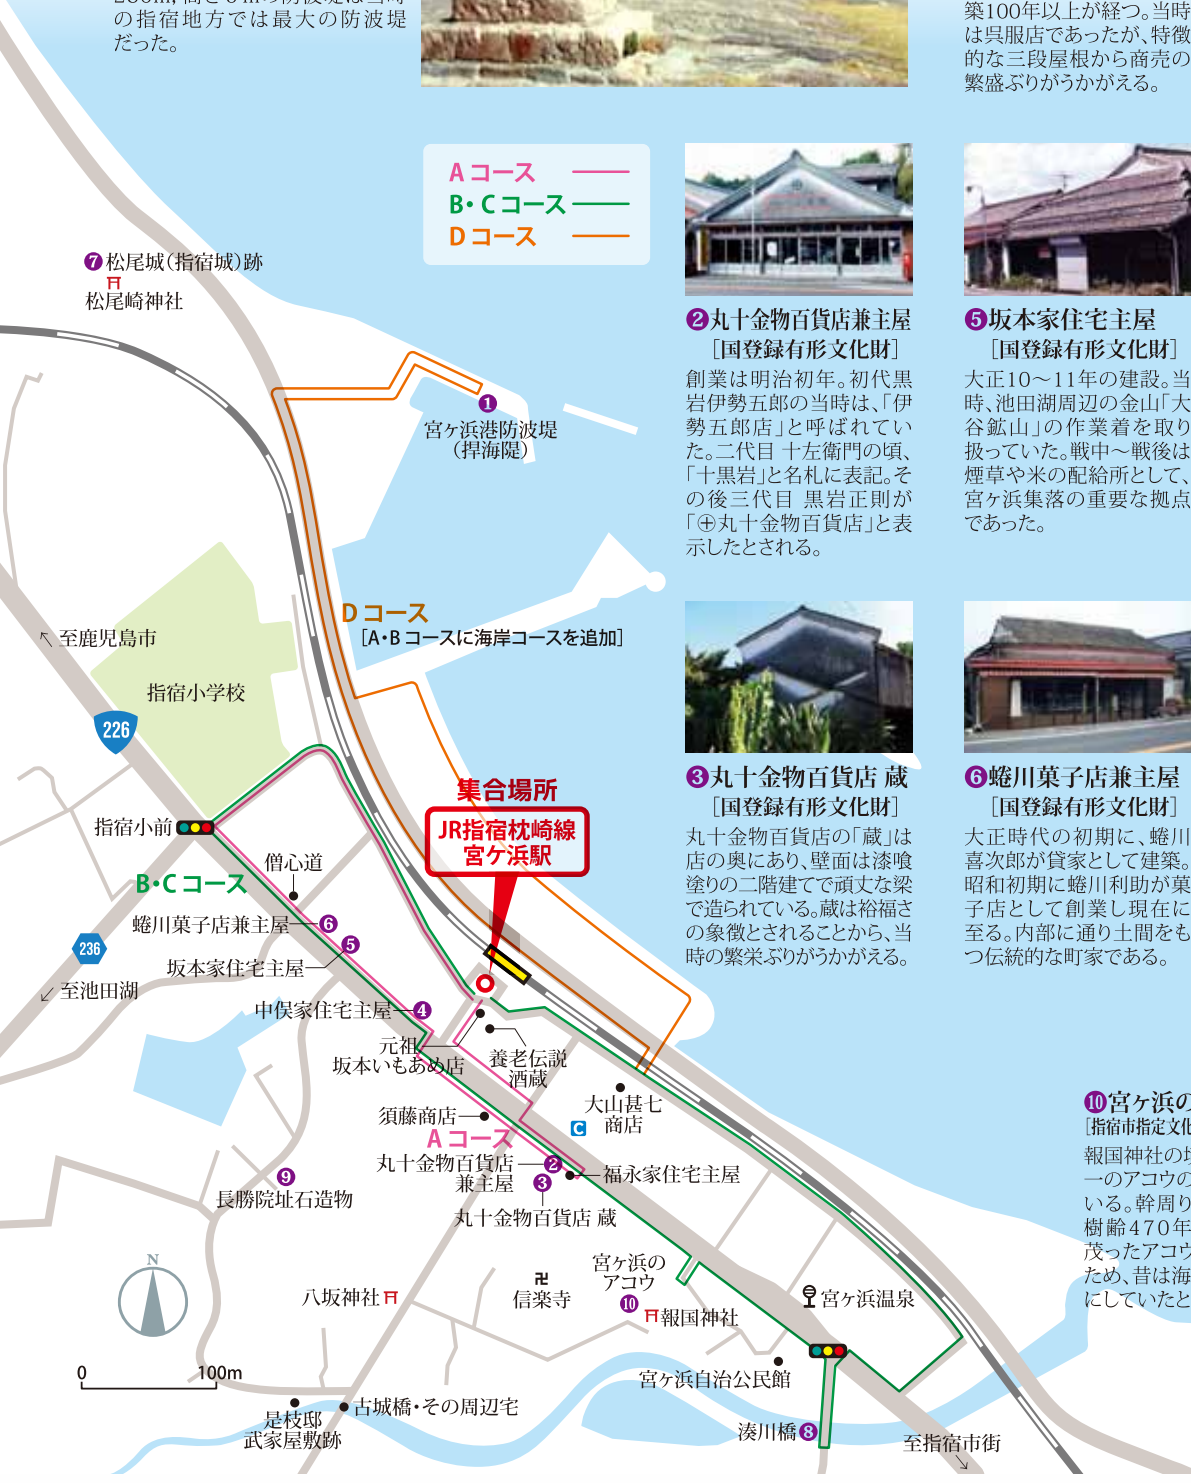 の指宿地方では最大の防波堤
だった。
築100年以上が経つ。当時
は呉服店であったが、特徴
的な三段屋根から商売の
繁盛ぶりがうかがえる。
Aコース
B・Cコース
Dコース
❷丸十金物百貨店兼主屋
［国登録有形文化財］
創業は明治初年。初代黒
岩伊勢五郎の当時は、「伊
勢五郎店」と呼ばれてい
た。二代目 十左衛門の頃、
「十黒岩」と名札に表記。そ
の後三代目 黒岩正則が
「㊉丸十金物百貨店」と表
示したとされる。
❺坂本家住宅主屋
［国登録有形文化財］
大正10〜11年の建設。当
時、池田湖周辺の金山「大
谷鉱山」の作業着を取り
扱っていた。戦中〜戦後は
煙草や米の配給所として、
宮ヶ浜集落の重要な拠点
であった。
❸丸十金物百貨店 蔵
［国登録有形文化財］
丸十金物百貨店の「蔵」は
店の奥にあり、壁面は漆喰
塗りの二階建てで頑丈な梁
で造られている。蔵は裕福さ
の象徴とされることから、当
時の繁栄ぶりがうかがえる。
❻蜷川菓子店兼主屋
［国登録有形文化財］
大正時代の初期に、蜷川
喜次郎が貸家として建築。
昭和初期に蜷川利助が菓
子店として創業し現在に
至る。内部に通り土間をも
つ伝統的な町家である。
❿宮ヶ浜の
［指宿市指定文化
報国神社の境
一のアコウの
いる。幹周り
樹齢470年
茂ったアコウ
ため、昔は海
にしていたと
❼松尾城（指宿城）跡
松尾崎神社
❶
宮ヶ浜港防波堤
（捍海隄）
Dコース
［A・Bコースに海岸コースを追加］
↖至鹿児島市
指宿小学校
226
集合場所
JR指宿枕崎線
宮ケ浜駅
指宿小前
B・Cコース
僧心道
蜷川菓子店兼主屋❻
❺
坂本家住宅主屋
236
↙至池田湖
中俣家住宅主屋❹
元祖
坂本いもあめ店
養老伝説
酒蔵
大山甚七
商店
C
須藤商店
Aコース
丸十金物百貨店
兼主屋
❷
❸
福永家住宅主屋
丸十金物百貨店 蔵
❾
長勝院址石造物
N
八坂神社
卍
信楽寺
宮ヶ浜の
アコウ
❿
報国神社
宮ヶ浜温泉
0 100m
宮ヶ浜自治公民館
古城橋・その周辺宅
是枝邸
武家屋敷跡
湊川橋❽
至指宿市街
↘